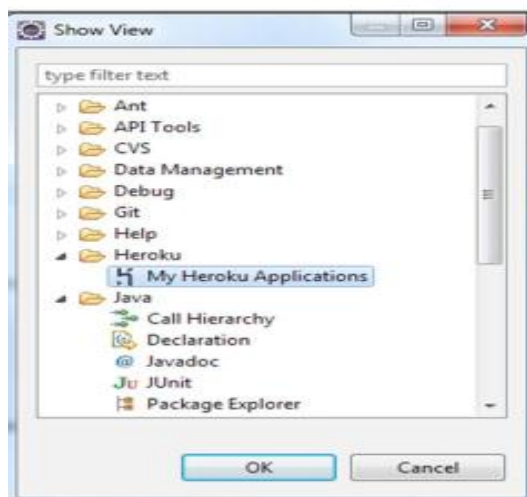 Show View
type filter text
Ant
API Tools
CVS
Data Management
Debug
Git
Help
Heroku
My Heroku Applications
Java
Call Hierarchy
Declaration
Javadoc
JUnit
Package Explorer
OK Cancel